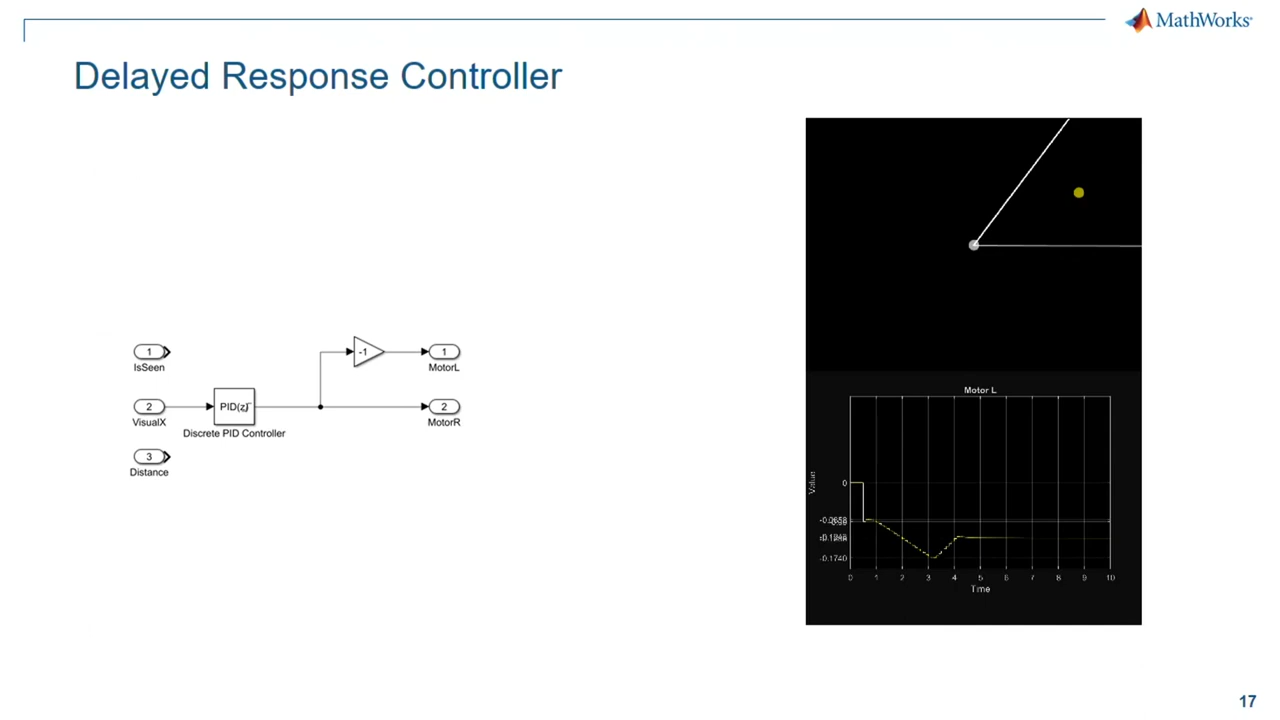 MathWorks®
Delayed Response Controller
1
IsSeen
-1
1
MotorL
2
VisualX
PID(z)
Discrete PID Controller
2
MotorR
3
Distance
Motor L
Value
0
-0.1740
0 1 2 3 4 5 6 7 8 9 10
Time
17